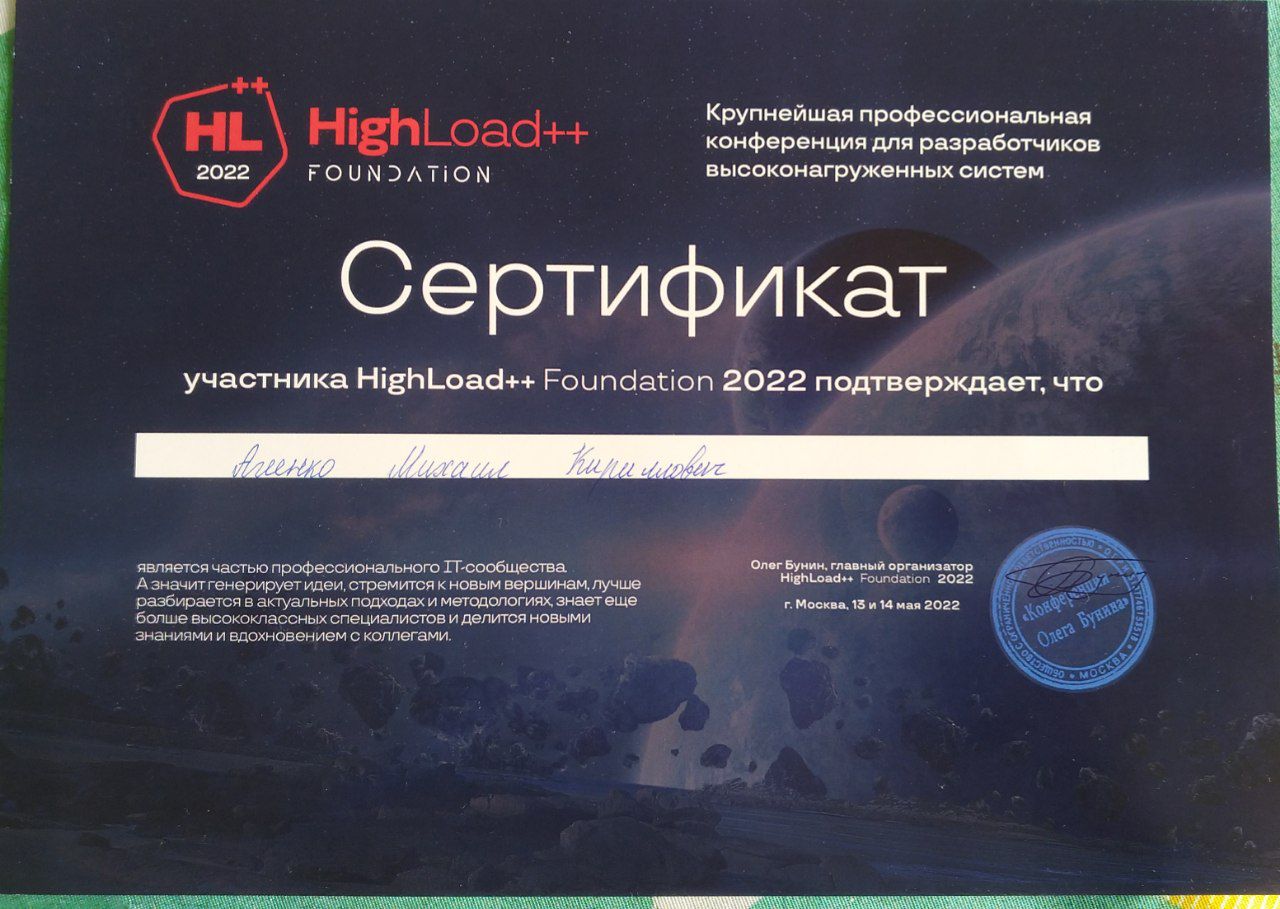 ++
HL
2022
HighLoad++
FOUNDATION
Крупнейшая профессиональная
конференция для разработчиков
высоконагруженных систем
Сертификат
участника HighLoad++ Foundation 2022 подтверждает, что
Михаил Кириллович
является частью профессионального IT-сообщества.
А значит генерирует идеи, стремится к новым вершинам, лучше
разбирается в актуальных подходах и методологиях, знает еще
болше высококлассных специалистов и делится новыми
знаниями и вдохновением с коллегами.
Олег Бунин, главный организатор
HighLoad++ Foundation 2022
г. Москва, 13 и 14 мая 2022
«Конференции
Олега Бунина»
МОСКВА